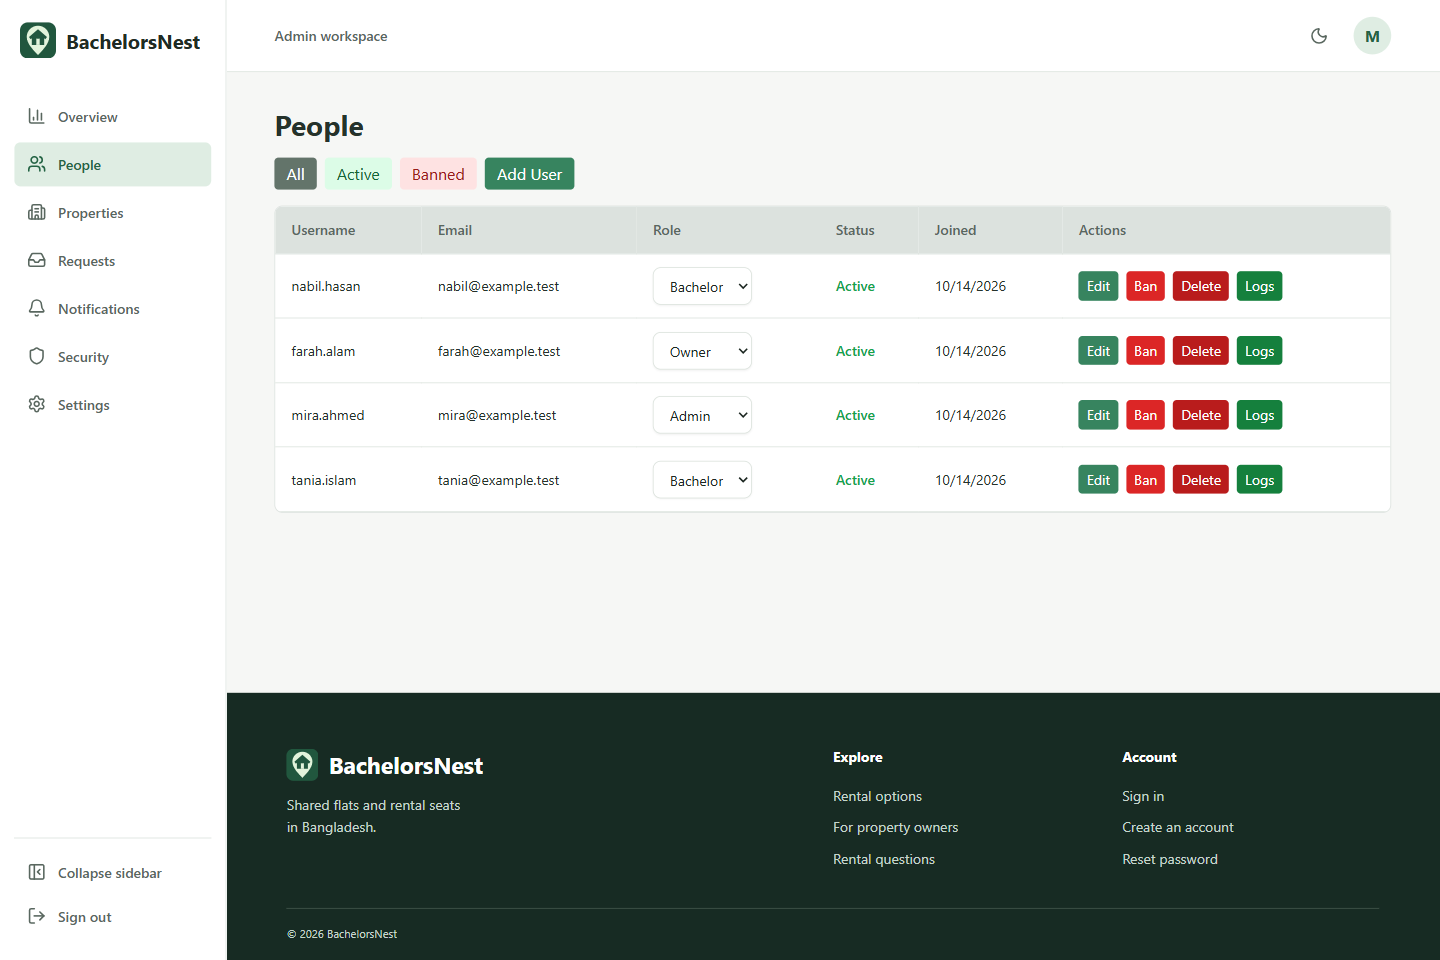 BachelorsNest
Admin workspace
M
Overview
People
Properties
Requests
Notifications
Security
Settings
Collapse sidebar
Sign out
People
All Active Banned Add User
Username Email Role Status Joined Actions
nabil.hasan nabil@example.test Bachelor Active 10/14/2026 Edit Ban Delete Logs
farah.alam farah@example.test Owner Active 10/14/2026 Edit Ban Delete Logs
mira.ahmed mira@example.test Admin Active 10/14/2026 Edit Ban Delete Logs
tania.islam tania@example.test Bachelor Active 10/14/2026 Edit Ban Delete Logs
BachelorsNest
Shared flats and rental seats
in Bangladesh.
Explore
Rental options
For property owners
Rental questions
Account
Sign in
Create an account
Reset password
© 2026 BachelorsNest